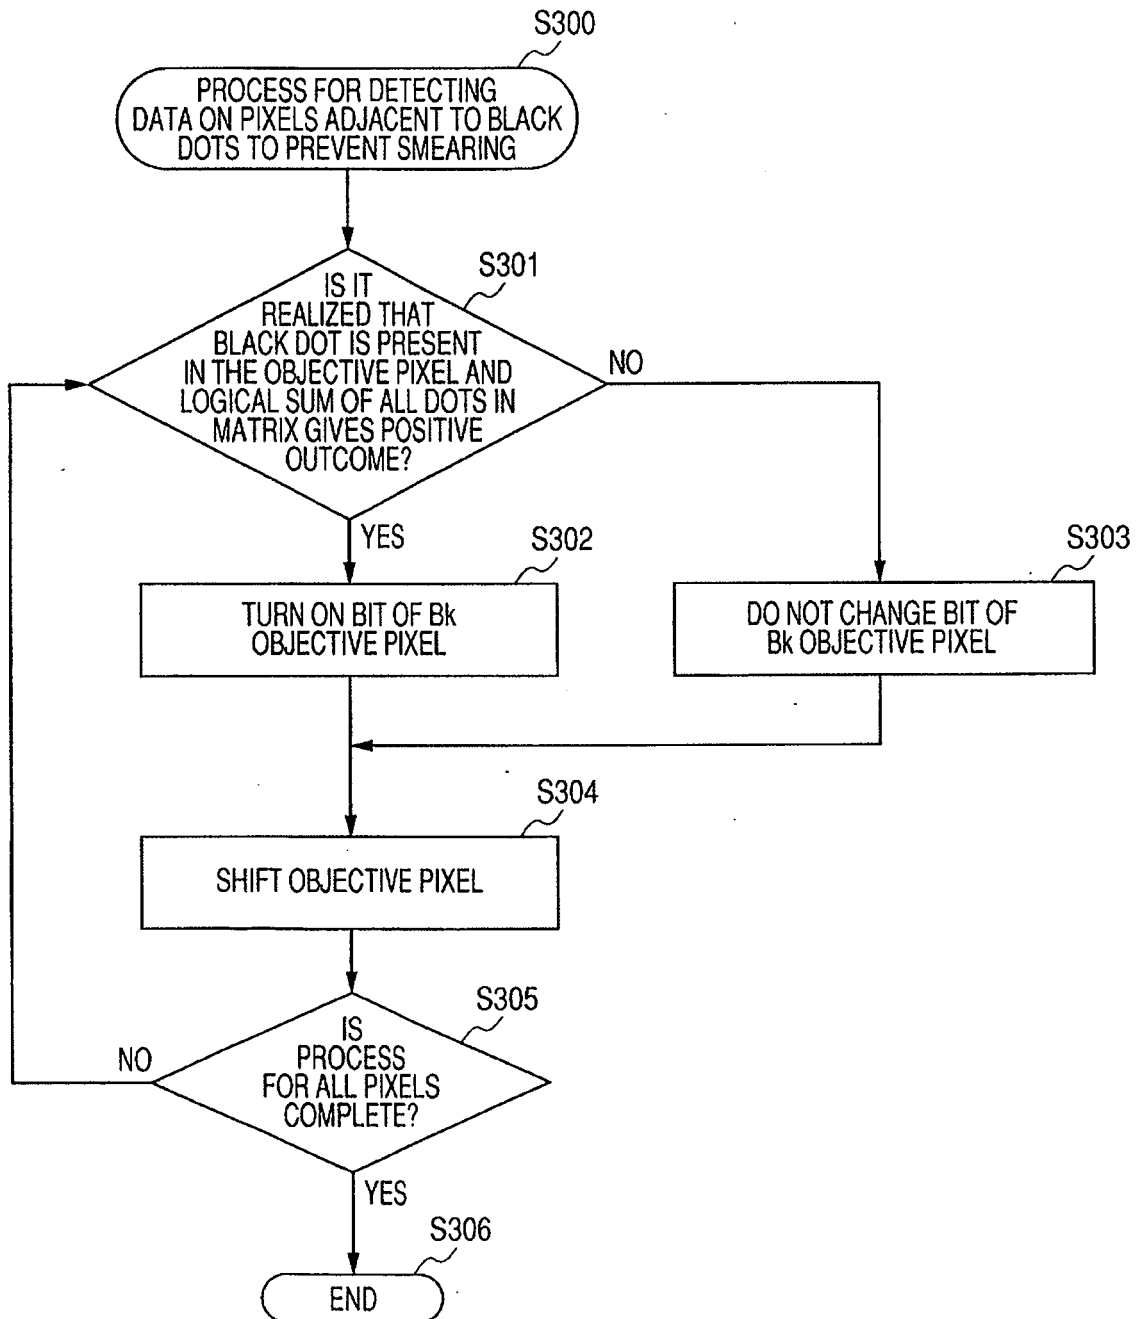 S300
PROCESS FOR DETECTING
DATA ON PIXELS ADJACENT TO BLACK
DOTS TO PREVENT SMEARING
S301
IS IT
REALIZED THAT
BLACK DOT IS PRESENT
IN THE OBJECTIVE PIXEL AND
LOGICAL SUM OF ALL DOTS IN
MATRIX GIVES POSITIVE
OUTCOME?
NO
YES
S302
TURN ON BIT OF Bk
OBJECTIVE PIXEL
S303
DO NOT CHANGE BIT OF
Bk OBJECTIVE PIXEL
S304
SHIFT OBJECTIVE PIXEL
S305
IS
PROCESS
FOR ALL PIXELS
COMPLETE?
NO
YES
S306
END